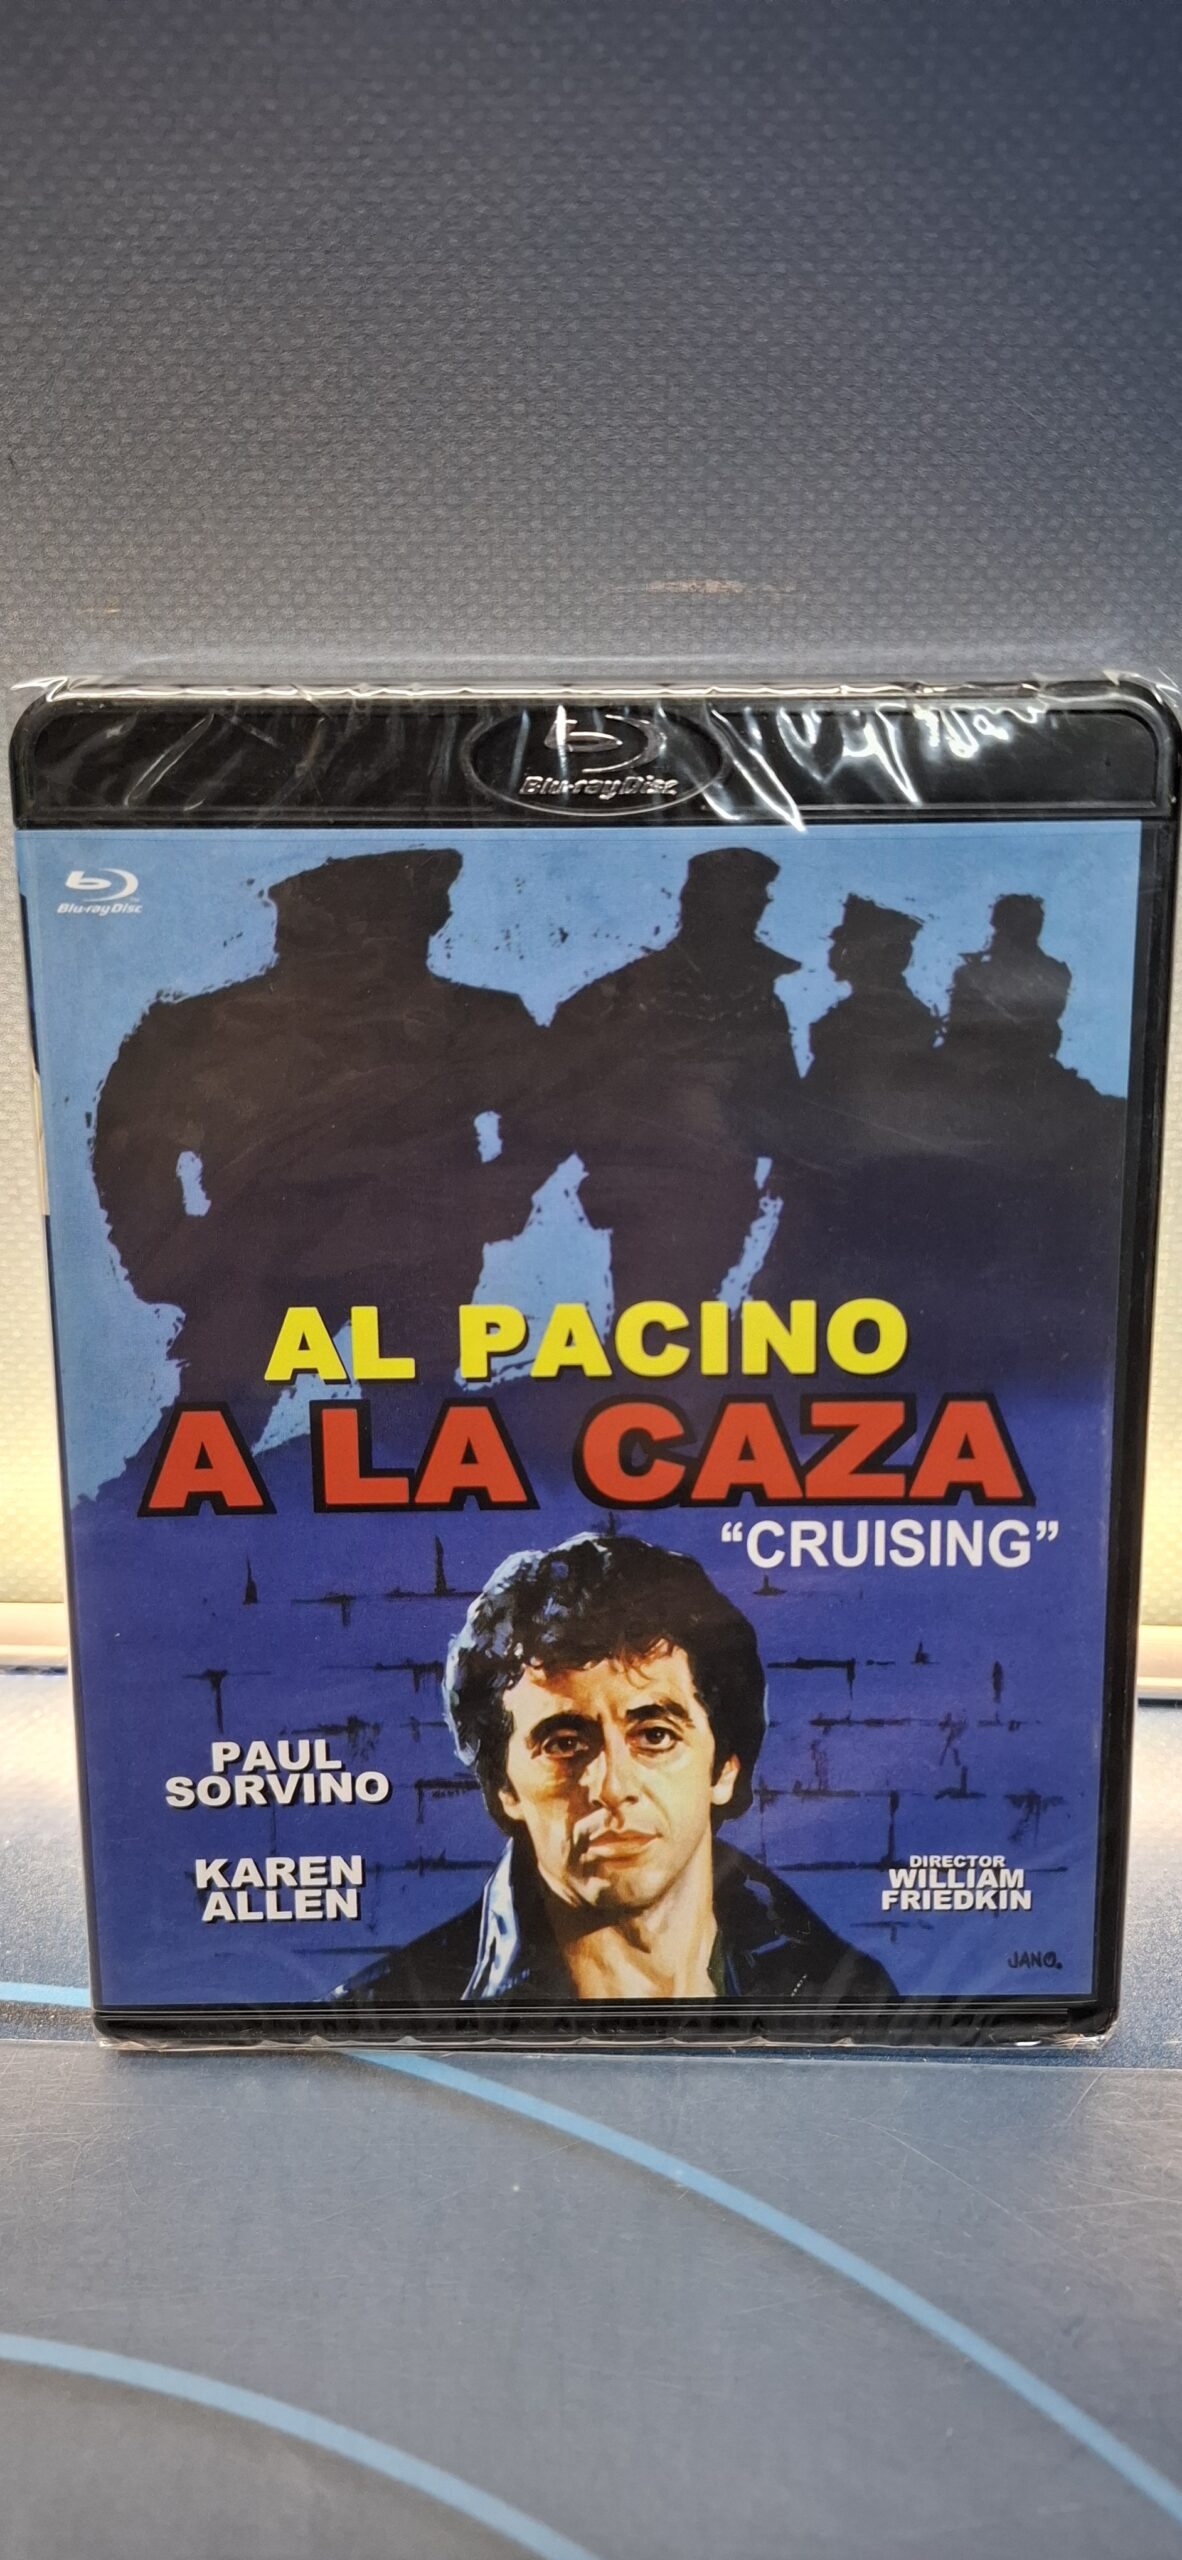 Blu-ray Disc
Blu-ray Disc
AL PACINO
A LA CAZA
“CRUISING”
PAUL
SORVINO
KAREN
ALLEN
DIRECTOR
WILLIAM
FRIEDKIN
JANO.